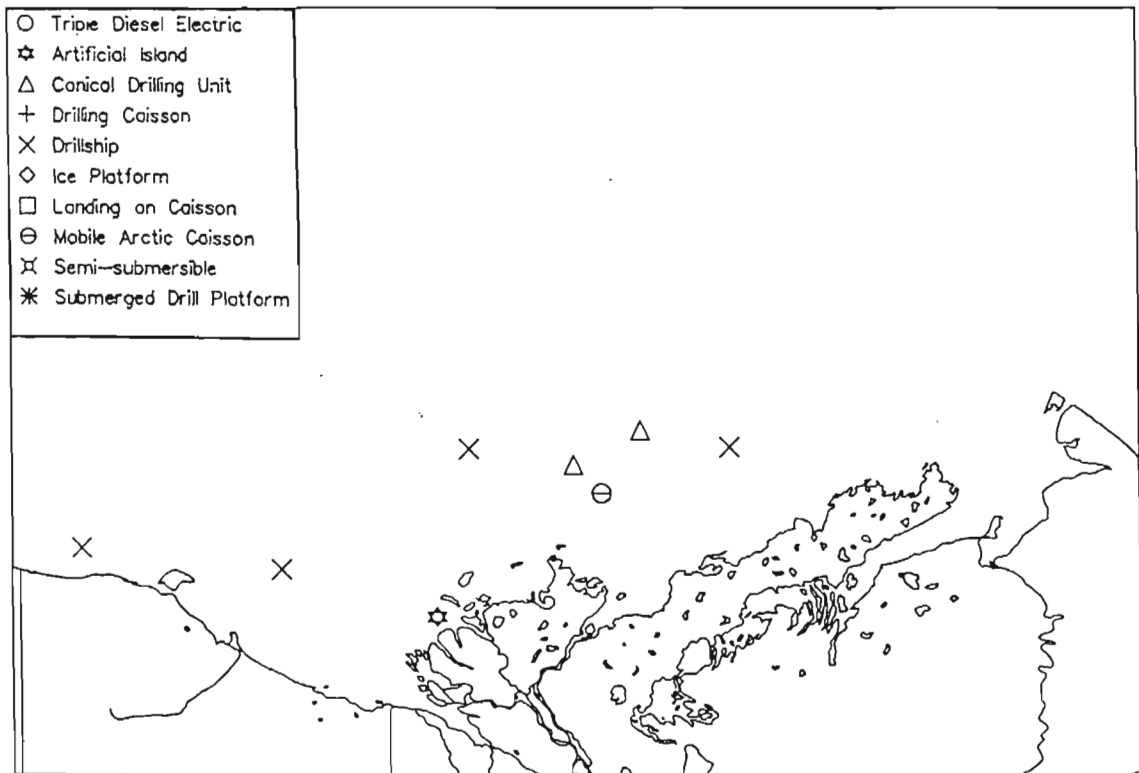 Triple Diesel Electric
Artificial Island
Conical Drilling Unit
Drilling Caisson
Drillship
Ice Platform
Landing on Caisson
Mobile Arctic Caisson
Semi-submersible
Submerged Drill Platform